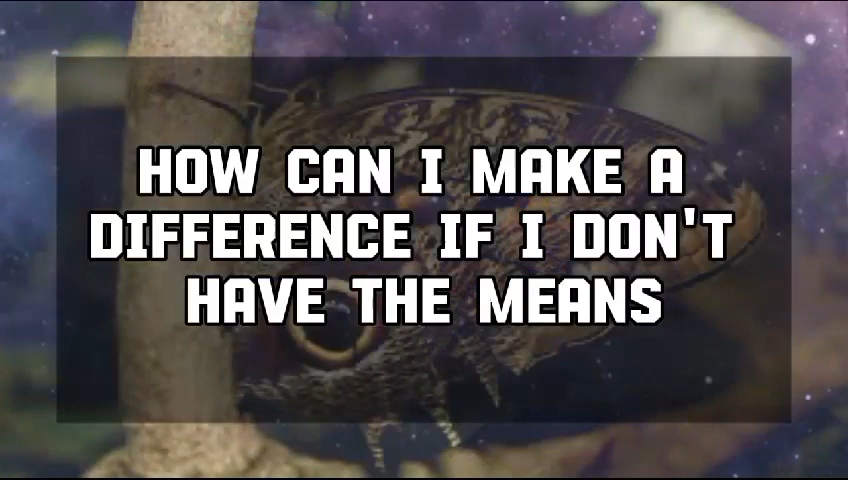 HOW CAN I MAKE A
DIFFERENCE IF I DON'T
HAVE THE MEANS